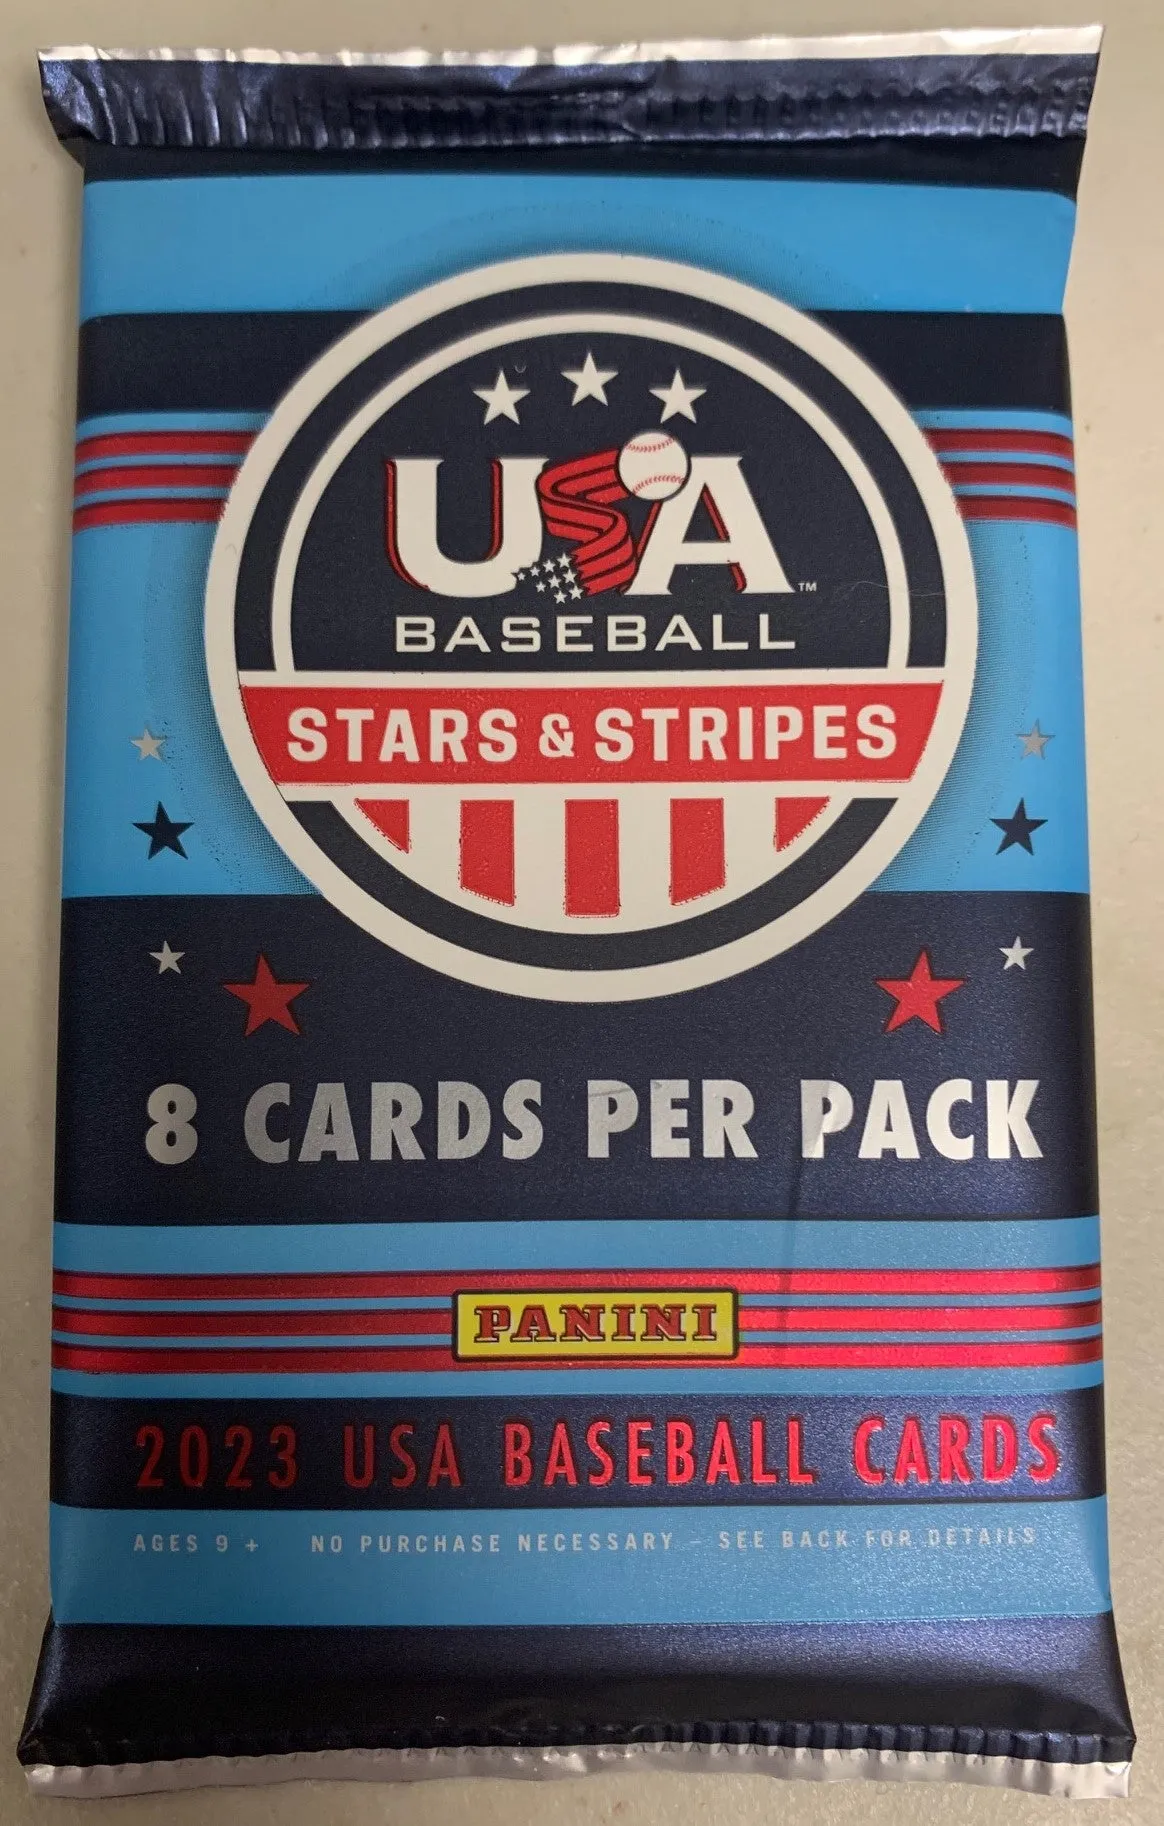 USA™
BASEBALL
STARS & STRIPES
8 CARDS PER PACK
PANINI
2023 USA BASEBALL CARDS
AGES 9 + NO PURCHASE NECESSARY - SEE BACK FOR DETAILS